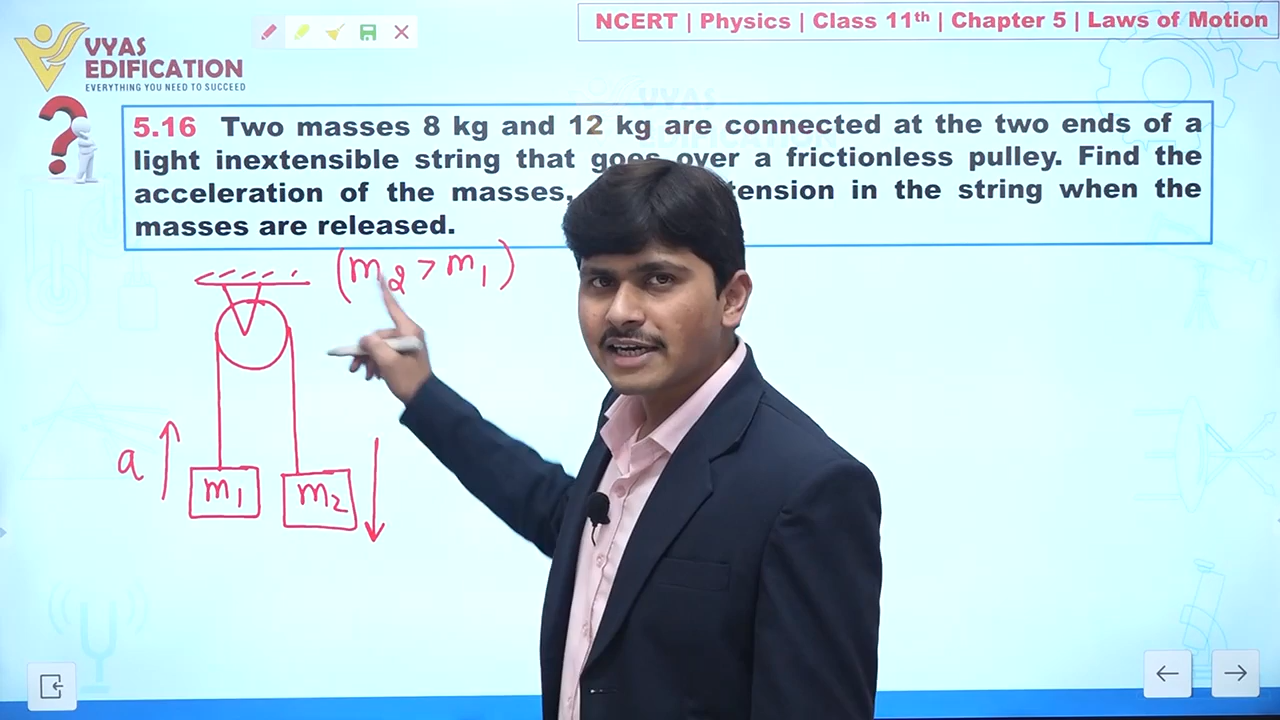 NCERT | Physics | Class 11th | Chapter 5 | Laws of Motion
VYAS
EDIFICATION
EVERYTHING YOU NEED TO SUCCEED
5.16 Two masses 8 kg and 12 kg are connected at the two ends of a
light inextensible string that goes over a frictionless pulley. Find the
acceleration of the masses, tension in the string when the
masses are released.
(m2 > m1)
a
m1
m2